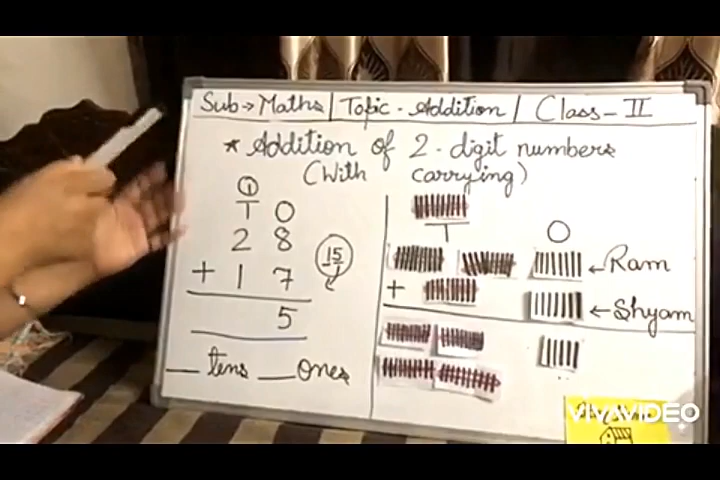 Sub→Maths | Topic - Addition | Class - II
* Addition of 2-digit numbers
(With carrying)
1
T O
2 8
+ 1 7
5
__ tens __ Ones
15
T O
← Ram
+ ← Shyam
VIVAVIDEO